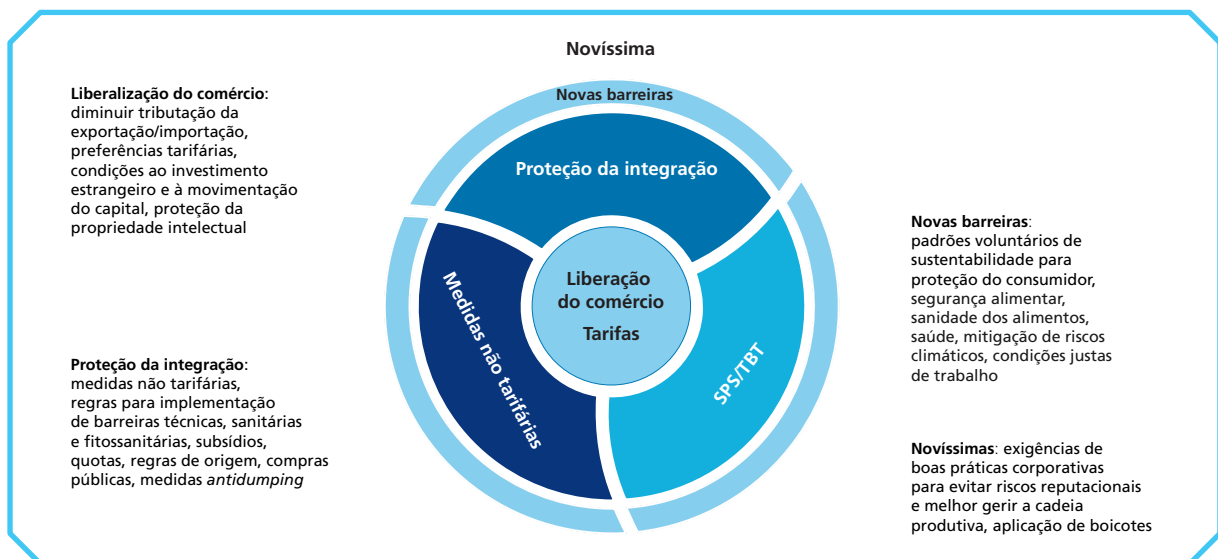 Novíssima
Novas barreiras
Proteção da integração
Liberação
do comércio
Tarifas
Medidas não tarifárias
SPS/TBT
Liberalização do comércio:
diminuir tributação da
exportação/importação,
preferências tarifárias,
condições ao investimento
estrangeiro e à movimentação
do capital, proteção da
propriedade intelectual
Proteção da integração:
medidas não tarifárias,
regras para implementação
de barreiras técnicas, sanitárias
e fitossanitárias, subsídios,
quotas, regras de origem, compras
públicas, medidas antidumping
Novas barreiras:
padrões voluntários de
sustentabilidade para
proteção do consumidor,
segurança alimentar,
sanidade dos alimentos,
saúde, mitigação de riscos
climáticos, condições justas
de trabalho
Novíssimas: exigências de
boas práticas corporativas
para evitar riscos reputacionais
e melhor gerir a cadeia
produtiva, aplicação de boicotes